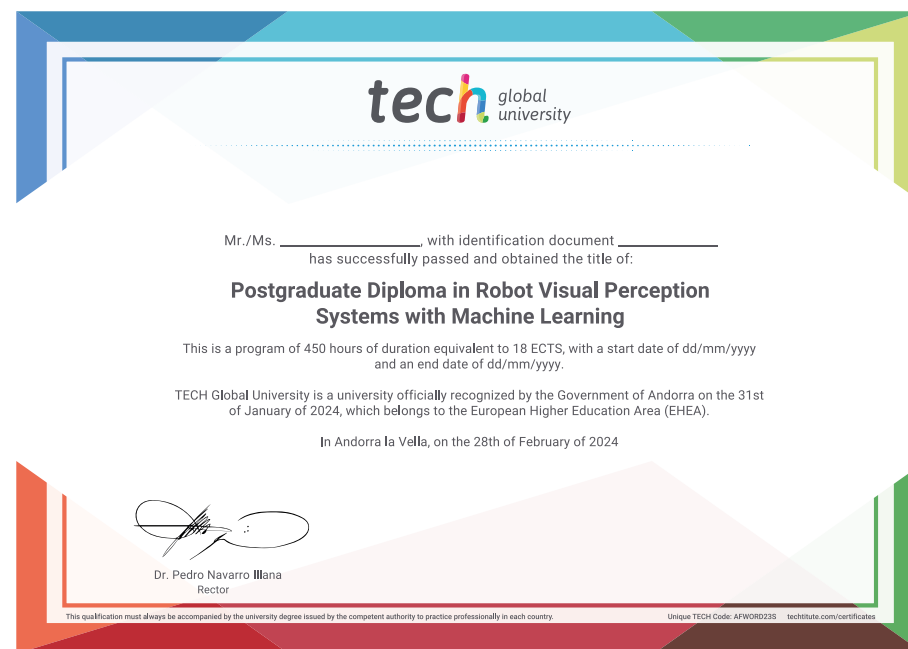 tech global university
Mr./Ms. ____________________, with identification document ______________
has successfully passed and obtained the title of:
Postgraduate Diploma in Robot Visual Perception
Systems with Machine Learning
This is a program of 450 hours of duration equivalent to 18 ECTS, with a start date of dd/mm/yyyy
and an end date of dd/mm/yyyy.
TECH Global University is a university officially recognized by the Government of Andorra on the 31st
of January of 2024, which belongs to the European Higher Education Area (EHEA).
In Andorra la Vella, on the 28th of February of 2024
Dr. Pedro Navarro Illana
Rector
This qualification must always be accompanied by the university degree issued by the competent authority to practice professionally in each country. Unique TECH Code: AFWORD23S techtitute.com/certificates